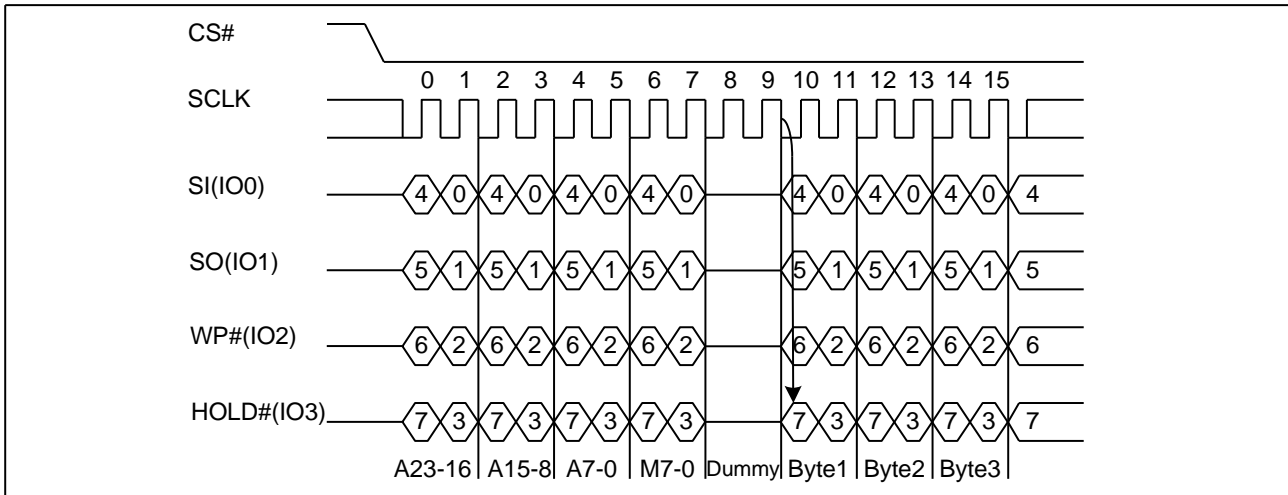 CS#
0 1 2 3 4 5 6 7 8 9 10 11 12 13 14 15
SCLK
SI(IO0) 4 0 4 0 4 0 4 0 4 0 4 0 4 0 4
SO(IO1) 5 1 5 1 5 1 5 1 5 1 5 1 5 1 5
WP#(IO2) 6 2 6 2 6 2 6 2 6 2 6 2 6 2 6
HOLD#(IO3) 7 3 7 3 7 3 7 3 7 3 7 3 7 3 7
A23-16 A15-8 A7-0 M7-0 Dummy Byte1 Byte2 Byte3